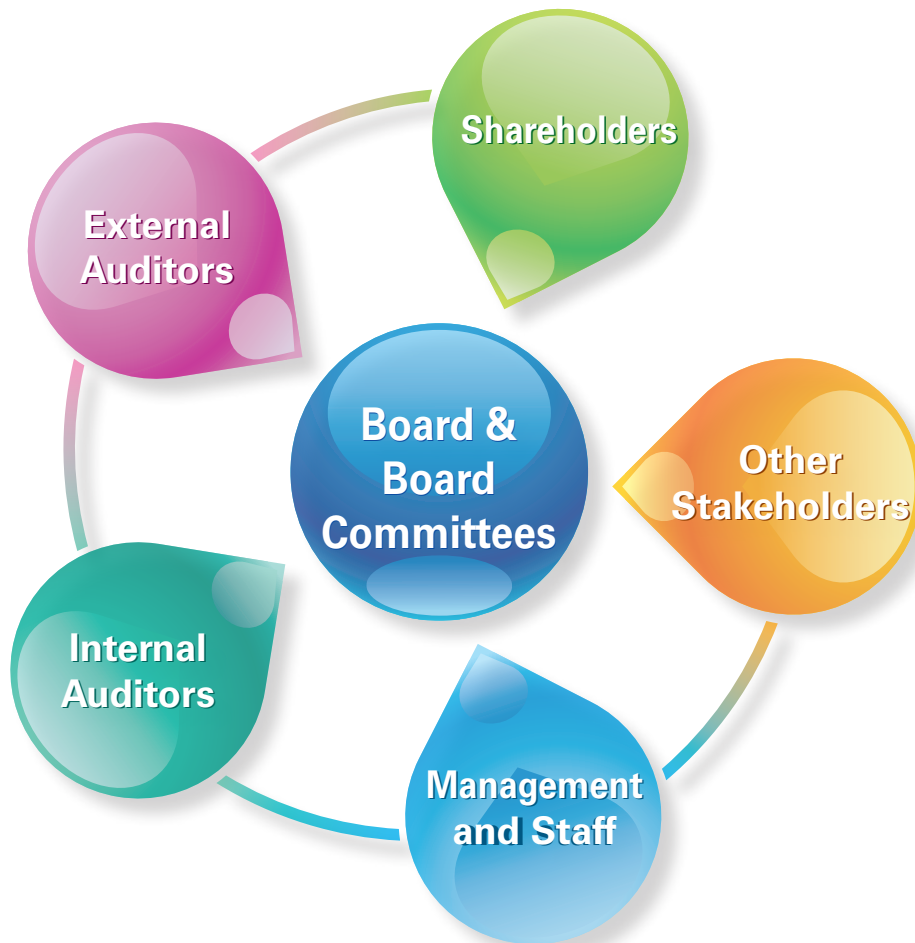 Shareholders
External
Auditors
Board &
Board
Committees
Other
Stakeholders
Internal
Auditors
Management
and Staff